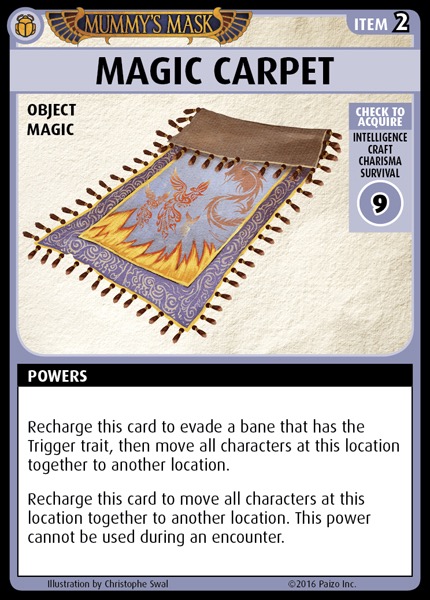 MUMMY'S MASK
ITEM 2
MAGIC CARPET
OBJECT
MAGIC
CHECK TO
ACQUIRE
INTELLIGENCE
CRAFT
CHARISMA
SURVIVAL
9
POWERS
Recharge this card to evade a bane that has the
Trigger trait, then move all characters at this location
together to another location.
Recharge this card to move all characters at this
location together to another location. This power
cannot be used during an encounter.
Illustration by Christophe Swal
©2016 Paizo Inc.